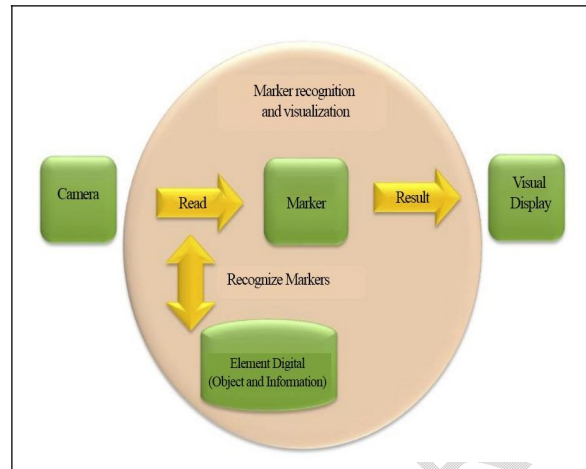 Marker recognition
and visualization
Camera
Read
Marker
Result
Visual
Display
Recognize Markers
Element Digital
(Object and Information)